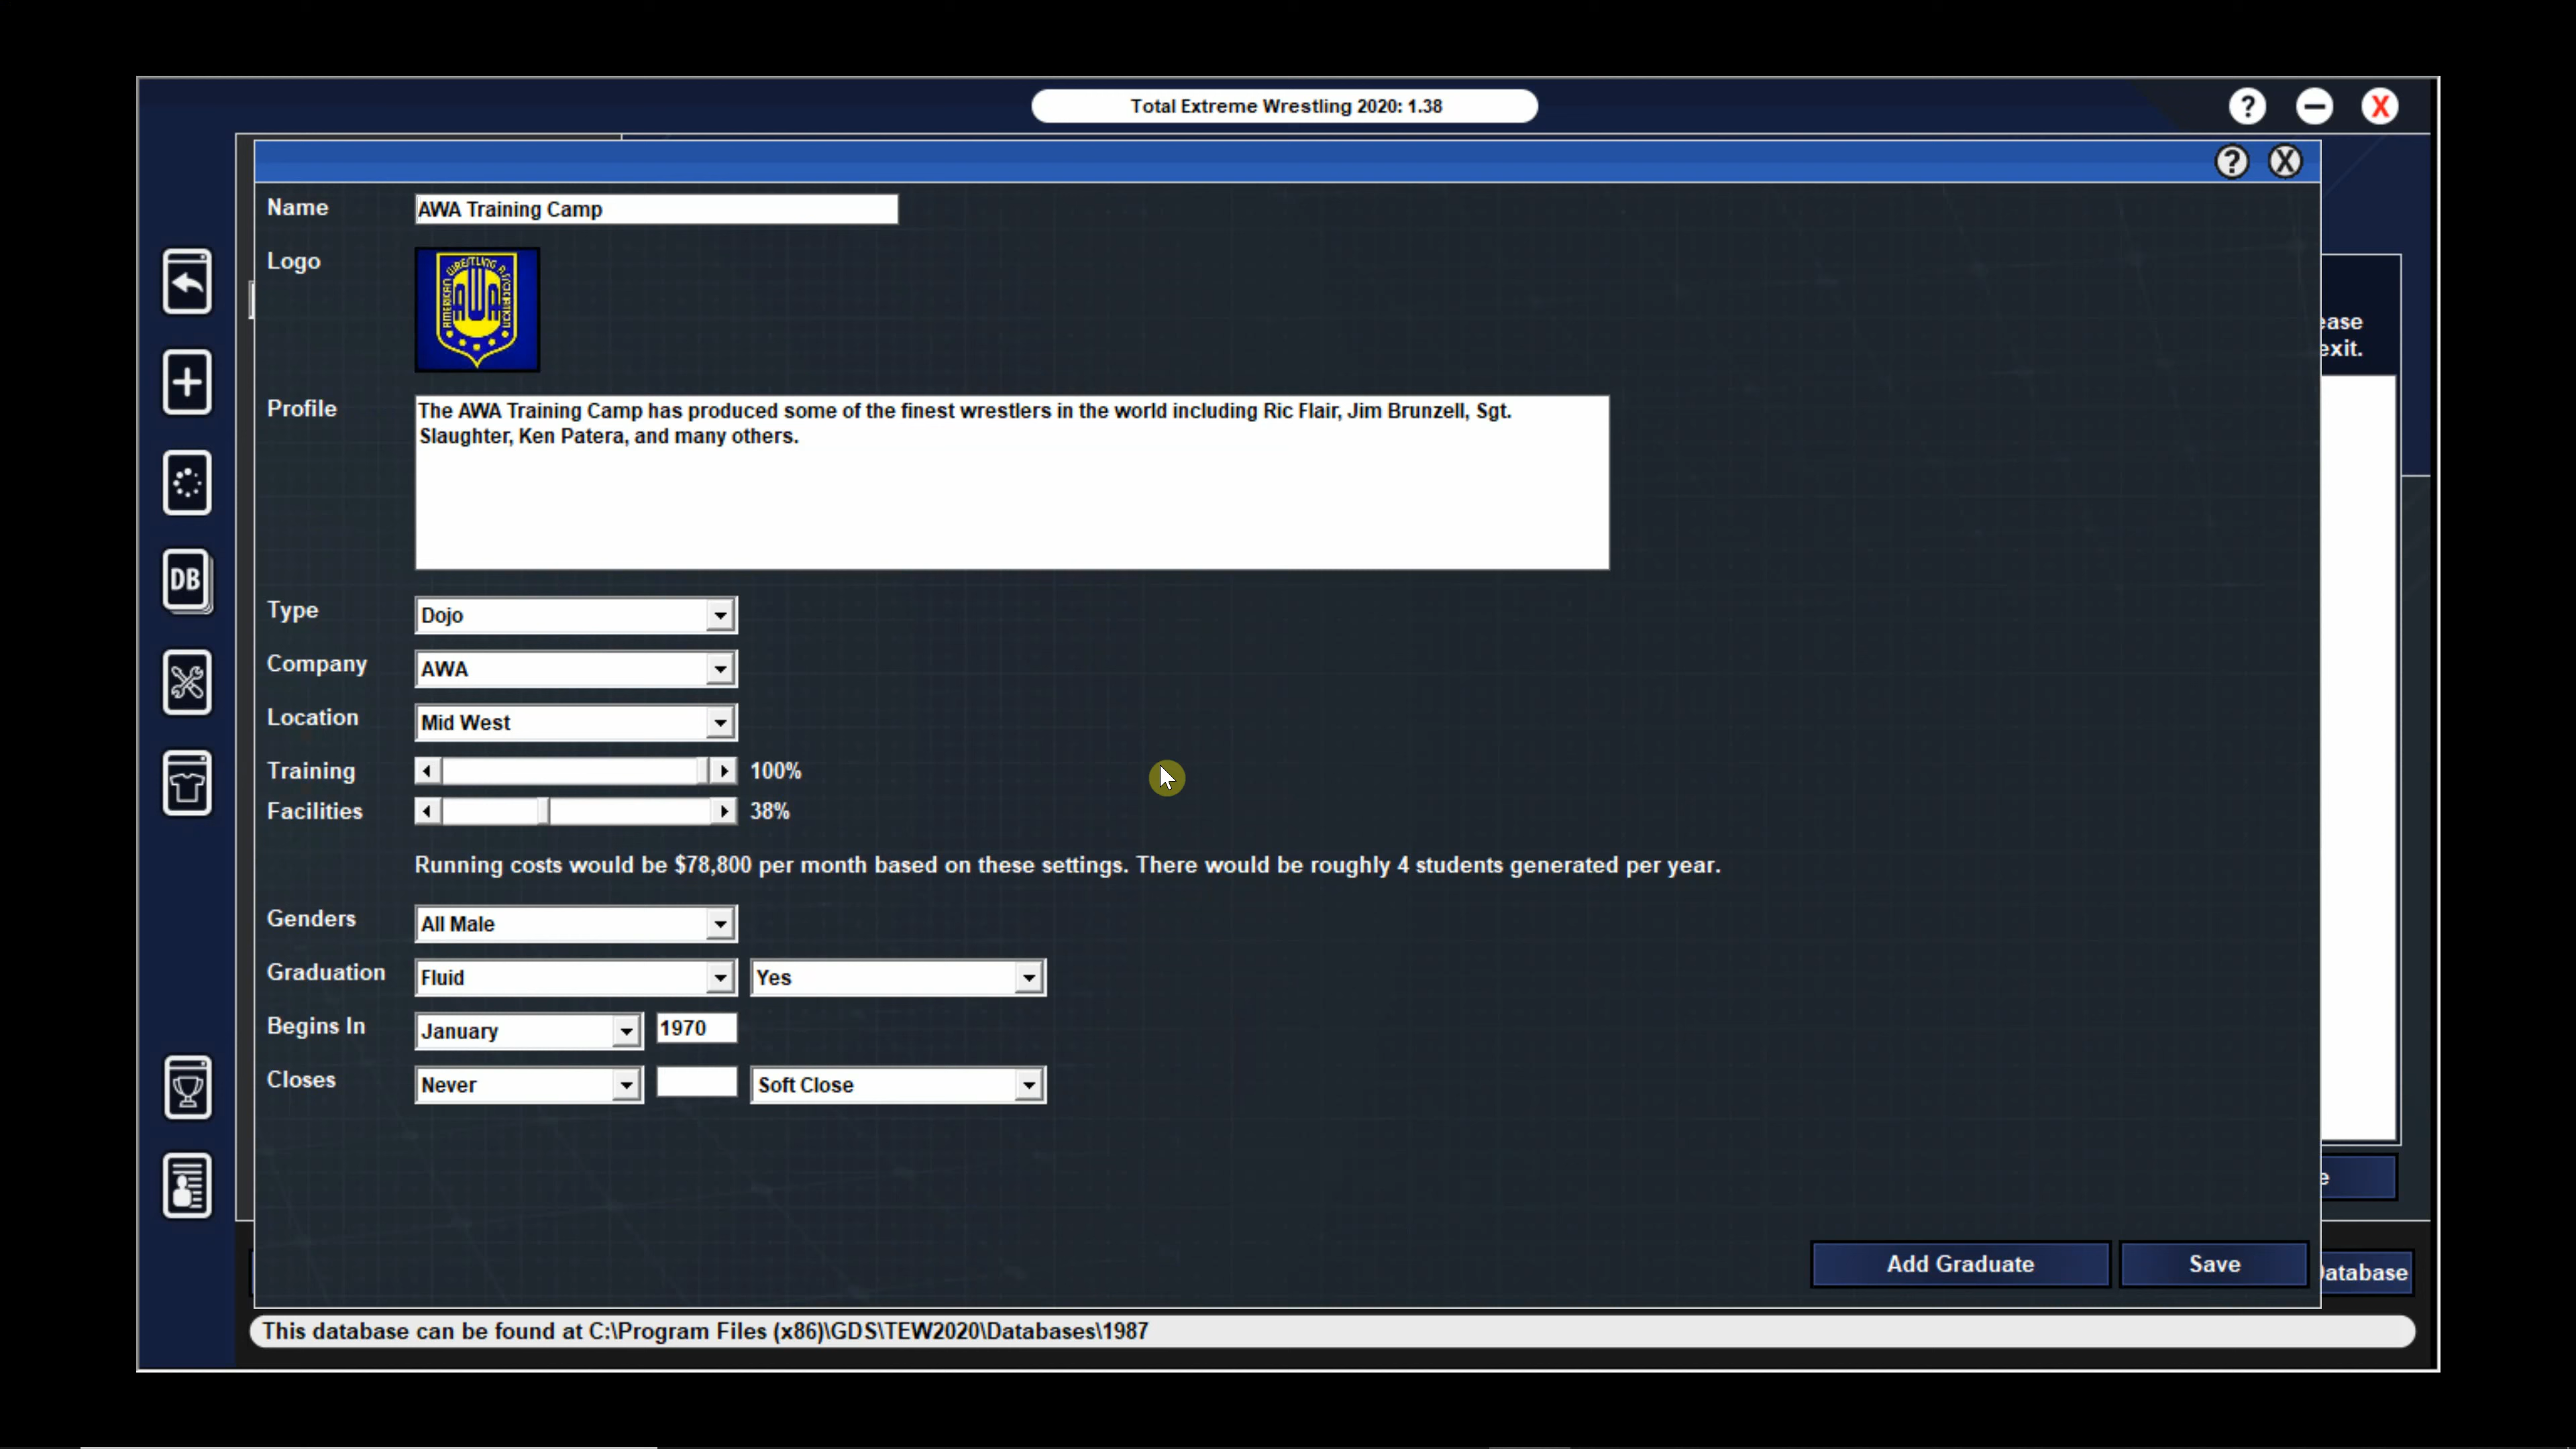 Total Extreme Wrestling 2020: 1.38
? X
? X
Name AWA Training Camp
Logo
AMERICAN WRESTLING ASSOCIATION
AWA
ease
exit.
Profile The AWA Training Camp has produced some of the finest wrestlers in the world including Ric Flair, Jim Brunzell, Sgt.
Slaughter, Ken Patera, and many others.
DB
Type Dojo
Company AWA
Location Mid West
Training 100%
Facilities 38%
Running costs would be $78,800 per month based on these settings. There would be roughly 4 students generated per year.
Genders All Male
Graduation Fluid Yes
Begins In January 1970
Closes Never Soft Close
e
Add Graduate Save atabase
This database can be found at C:\Program Files (x86)\GDS\TEW2020\Databases\1987